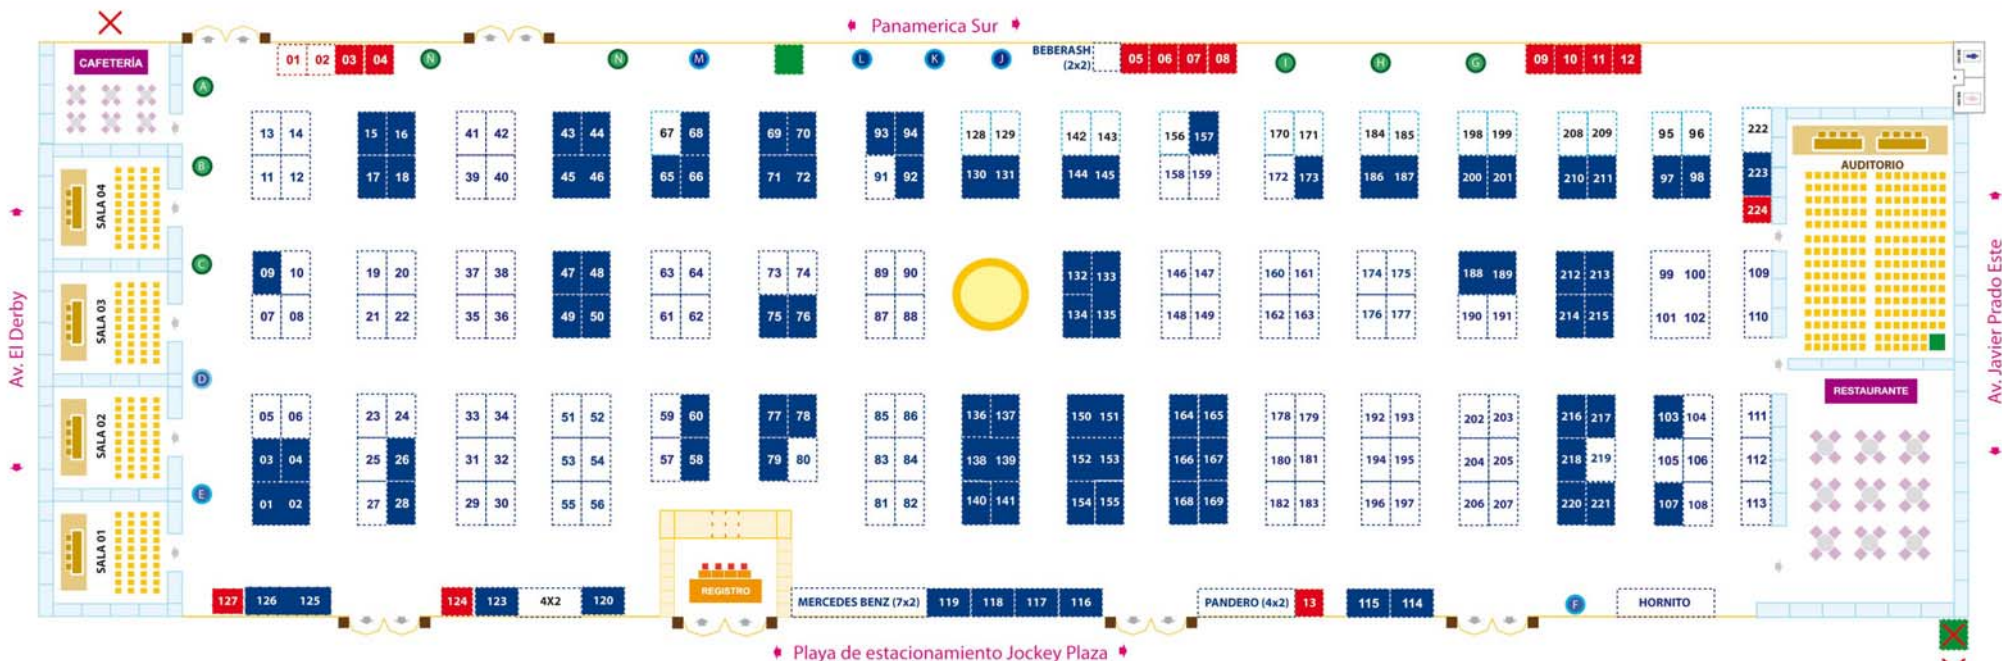 Panamerica Sur
CAFETERÍA
01 02 03 04
Ñ
N
M
L
K
J
BEBERASH
(2x2)
05 06 07 08
I
H
G
09 10 11 12
A
13 14 15 16 41 42 43 44 67 68 69 70 93 94 128 129 142 143 156 157 170 171 184 185 198 199 208 209 95 96 222
B
11 12 17 18 39 40 45 46 65 66 71 72 91 92 130 131 144 145 158 159 172 173 186 187 200 201 210 211 97 98 223
224
AUDITORIO
SALA 04
C
09 10 19 20 37 38 47 48 63 64 73 74 89 90 132 133 146 147 160 161 174 175 188 189 212 213 99 100 109
07 08 21 22 35 36 49 50 61 62 75 76 87 88 134 135 148 149 162 163 176 177 190 191 214 215 101 102 110
SALA 03
Av. El Derby
Av. Javier Prado Este
D
RESTAURANTE
05 06 23 24 33 34 51 52 59 60 77 78 85 86 136 137 150 151 164 165 178 179 192 193 202 203 216 217 103 104 111
SALA 02
03 04 25 26 31 32 53 54 57 58 79 80 83 84 138 139 152 153 166 167 180 181 194 195 204 205 218 219 105 106 112
E
01 02 27 28 29 30 55 56 81 82 140 141 154 155 168 169 182 183 196 197 206 207 220 221 107 108 113
SALA 01
REGISTRO
127 126 125 124 123 4X2 120 MERCEDES BENZ (7x2) 119 118 117 116 PANDERO (4x2) 13 115 114 F HORNITO
Playa de estacionamiento Jockey Plaza